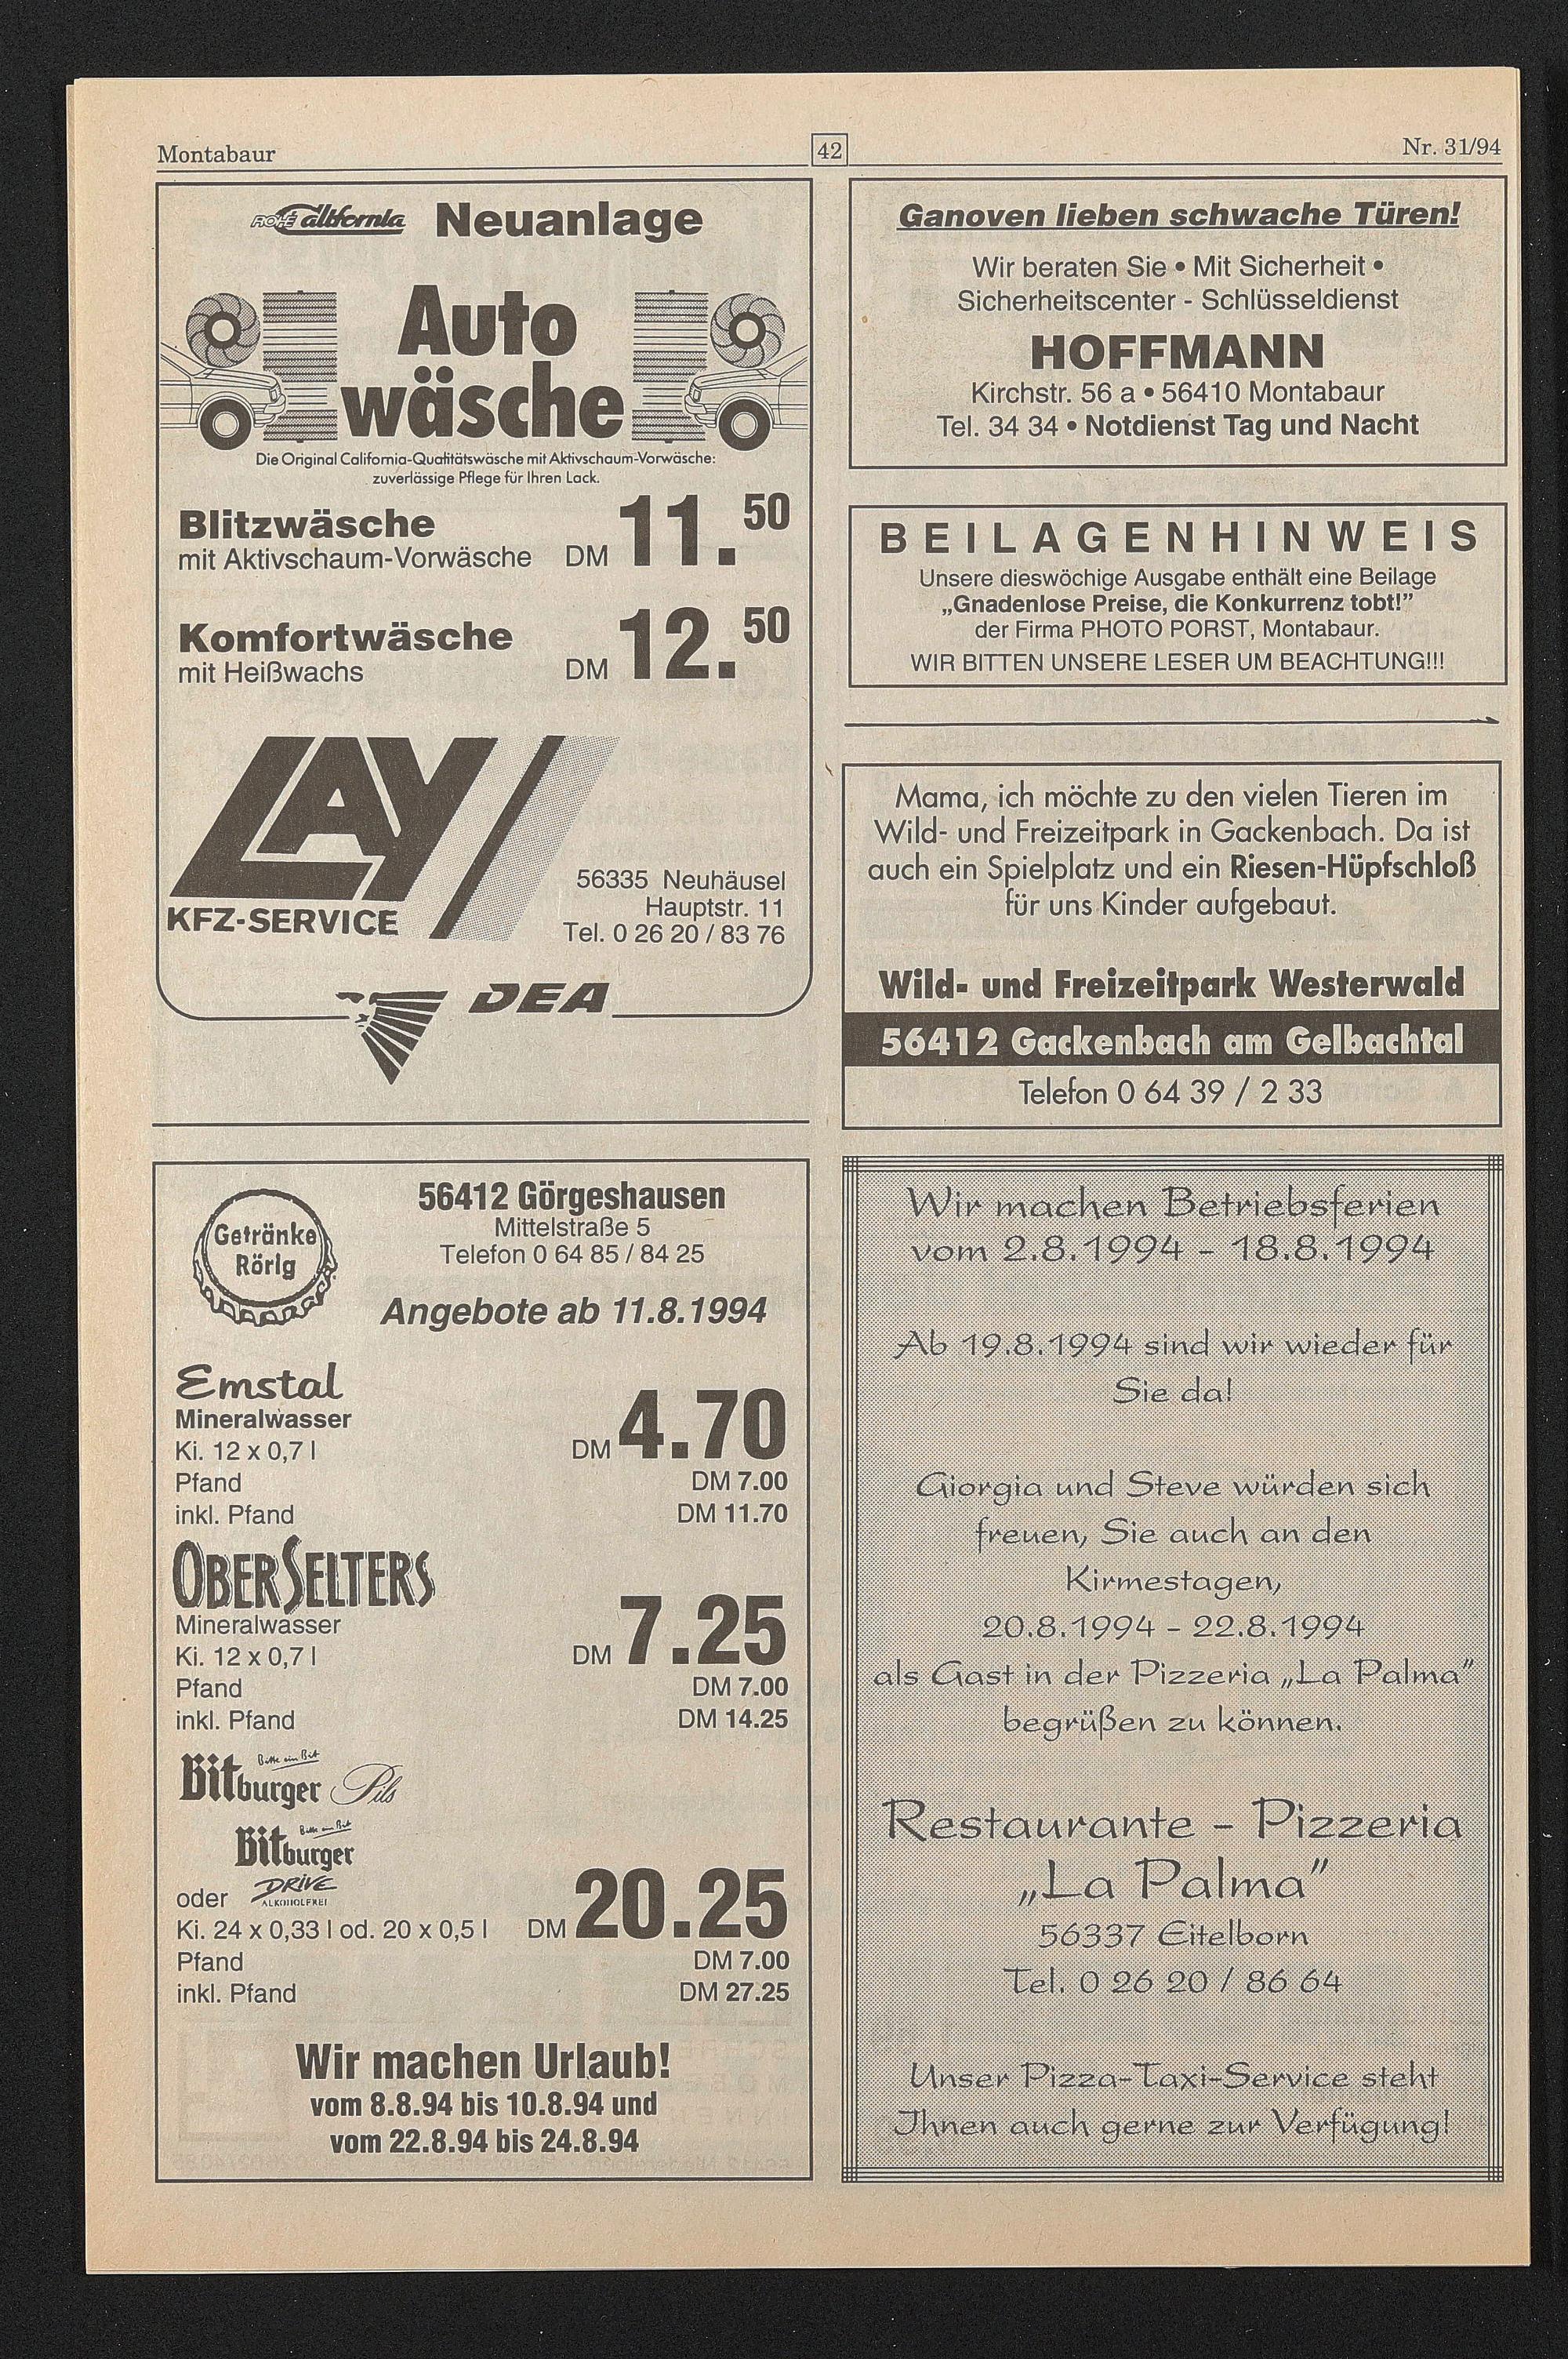 Montabaur
42
Nr. 31/94
ROHÉ California Neuanlage
Auto
wäsche
Die Original California-Qualitätswäsche mit Aktivschaum-Vorwäsche:
zuverlässige Pflege für Ihren Lack.
Blitzwäsche
mit Aktivschaum-Vorwäsche DM 11.50
Komfortwäsche
mit Heißwachs DM 12.50
LAY
KFZ-SERVICE
56335 Neuhäusel
Hauptstr. 11
Tel. 0 26 20 / 83 76
DEA
Getränke
Rörig
56412 Görgeshausen
Mittelstraße 5
Telefon 0 64 85 / 84 25
Angebote ab 11.8.1994
Emstal
Mineralwasser
Ki. 12 x 0,7 l DM 4.70
Pfand DM 7.00
inkl. Pfand DM 11.70
OBERSELTERS
Mineralwasser
Ki. 12 x 0,7 l DM 7.25
Pfand DM 7.00
inkl. Pfand DM 14.25
Bitte ein Bit
Bitburger Pils
Bitte ein Bit
Bitburger
oder DRIVE
ALKOHOLFREI
Ki. 24 x 0,33 l od. 20 x 0,5 l DM 20.25
Pfand DM 7.00
inkl. Pfand DM 27.25
Wir machen Urlaub!
vom 8.8.94 bis 10.8.94 und
vom 22.8.94 bis 24.8.94
Ganoven lieben schwache Türen!
Wir beraten Sie • Mit Sicherheit •
Sicherheitscenter - Schlüsseldienst
HOFFMANN
Kirchstr. 56 a • 56410 Montabaur
Tel. 34 34 • Notdienst Tag und Nacht
BEILAGENHINWEIS
Unsere dieswöchige Ausgabe enthält eine Beilage
„Gnadenlose Preise, die Konkurrenz tobt!”
der Firma PHOTO PORST, Montabaur.
WIR BITTEN UNSERE LESER UM BEACHTUNG!!!
Mama, ich möchte zu den vielen Tieren im
Wild- und Freizeitpark in Gackenbach. Da ist
auch ein Spielplatz und ein Riesen-Hüpfschloß
für uns Kinder aufgebaut.
Wild- und Freizeitpark Westerwald
56412 Gackenbach am Gelbachtal
Telefon 0 64 39 / 2 33
Wir machen Betriebsferien
vom 2.8.1994 - 18.8.1994
Ab 19.8.1994 sind wir wieder für
Sie da!
Giorgia und Steve würden sich
freuen, Sie auch an den
Kirmestagen,
20.8.1994 - 22.8.1994
als Gast in der Pizzeria „La Palma”
begrüßen zu können.
Restaurante - Pizzeria
„La Palma”
56337 Eitelborn
Tel. 0 26 20 / 86 64
Unser Pizza-Taxi-Service steht
Ihnen auch gerne zur Verfügung!